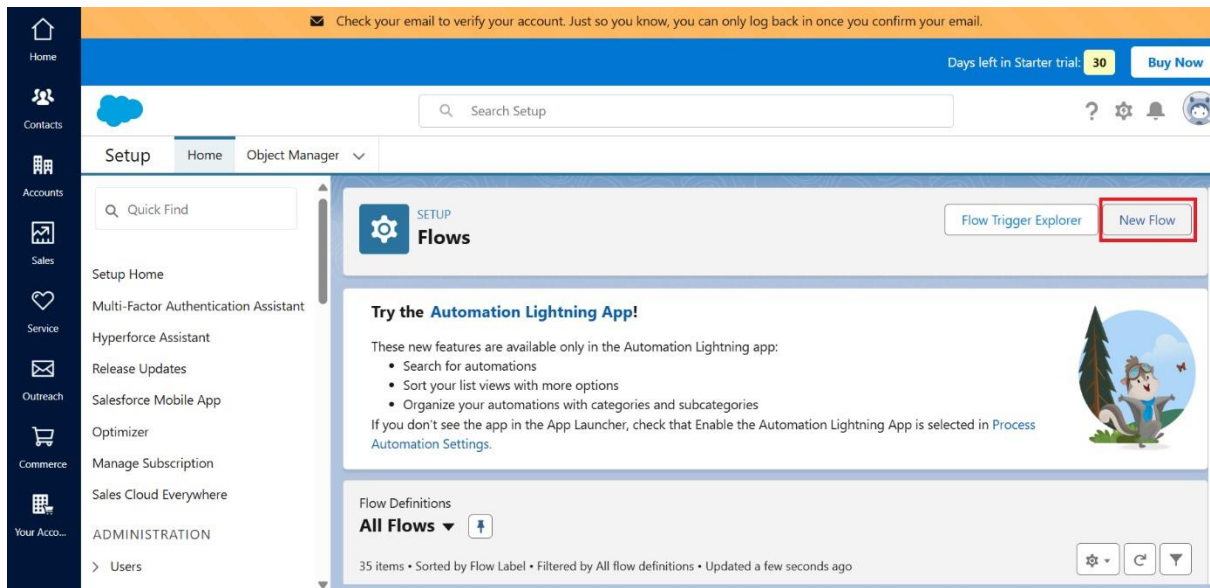 Check your email to verify your account. Just so you know, you can only log back in once you confirm your email.
Days left in Starter trial: 30 Buy Now
Home
Contacts
Accounts
Sales
Service
Outreach
Commerce
Your Acco...
Search Setup
Setup Home Object Manager
Quick Find
Setup Home
Multi-Factor Authentication Assistant
Hyperforce Assistant
Release Updates
Salesforce Mobile App
Optimizer
Manage Subscription
Sales Cloud Everywhere
ADMINISTRATION
> Users
SETUP
Flows
Flow Trigger Explorer New Flow
Try the Automation Lightning App!
These new features are available only in the Automation Lightning app:
• Search for automations
• Sort your list views with more options
• Organize your automations with categories and subcategories
If you don't see the app in the App Launcher, check that Enable the Automation Lightning App is selected in Process
Automation Settings.
Flow Definitions
All Flows
35 items • Sorted by Flow Label • Filtered by All flow definitions • Updated a few seconds ago